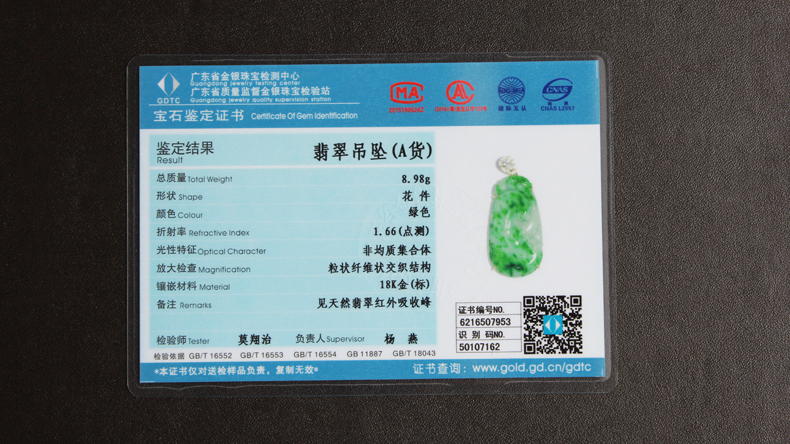 广东省金银珠宝检测中心
Guangdong jewelry testing center
广东省质量监督金银珠宝检验站
Guangdong jewelry quality supervision station
GDTC
宝石鉴定证书 Certificate Of Gem Identification
MA
CNAS
CNAS L2997
鉴定结果 翡翠吊坠(A货)
Result
总质量 Total Weight 8.98g
形状 Shape 花件
颜色 Colour 绿色
折射率 Refractive Index 1.66(点测)
光性特征 Optical Character 非均质集合体
放大检查 Magnification 粒状纤维状交织结构
镶嵌材料 Material 18K金(标)
备注 Remarks 见天然翡翠红外吸收峰
证书编号NO.
6216507953
识别码NO.
50107162
检验师 Tester 莫翔治 负责人 Supervisor 杨燕
检验依据 GB/T 16552 GB/T 16553 GB/T 16554 GB 11887 GB/T 18043
*本证书仅对送检样品负责，复制无效* 证书查询：www.gold.gd.cn/gdtc